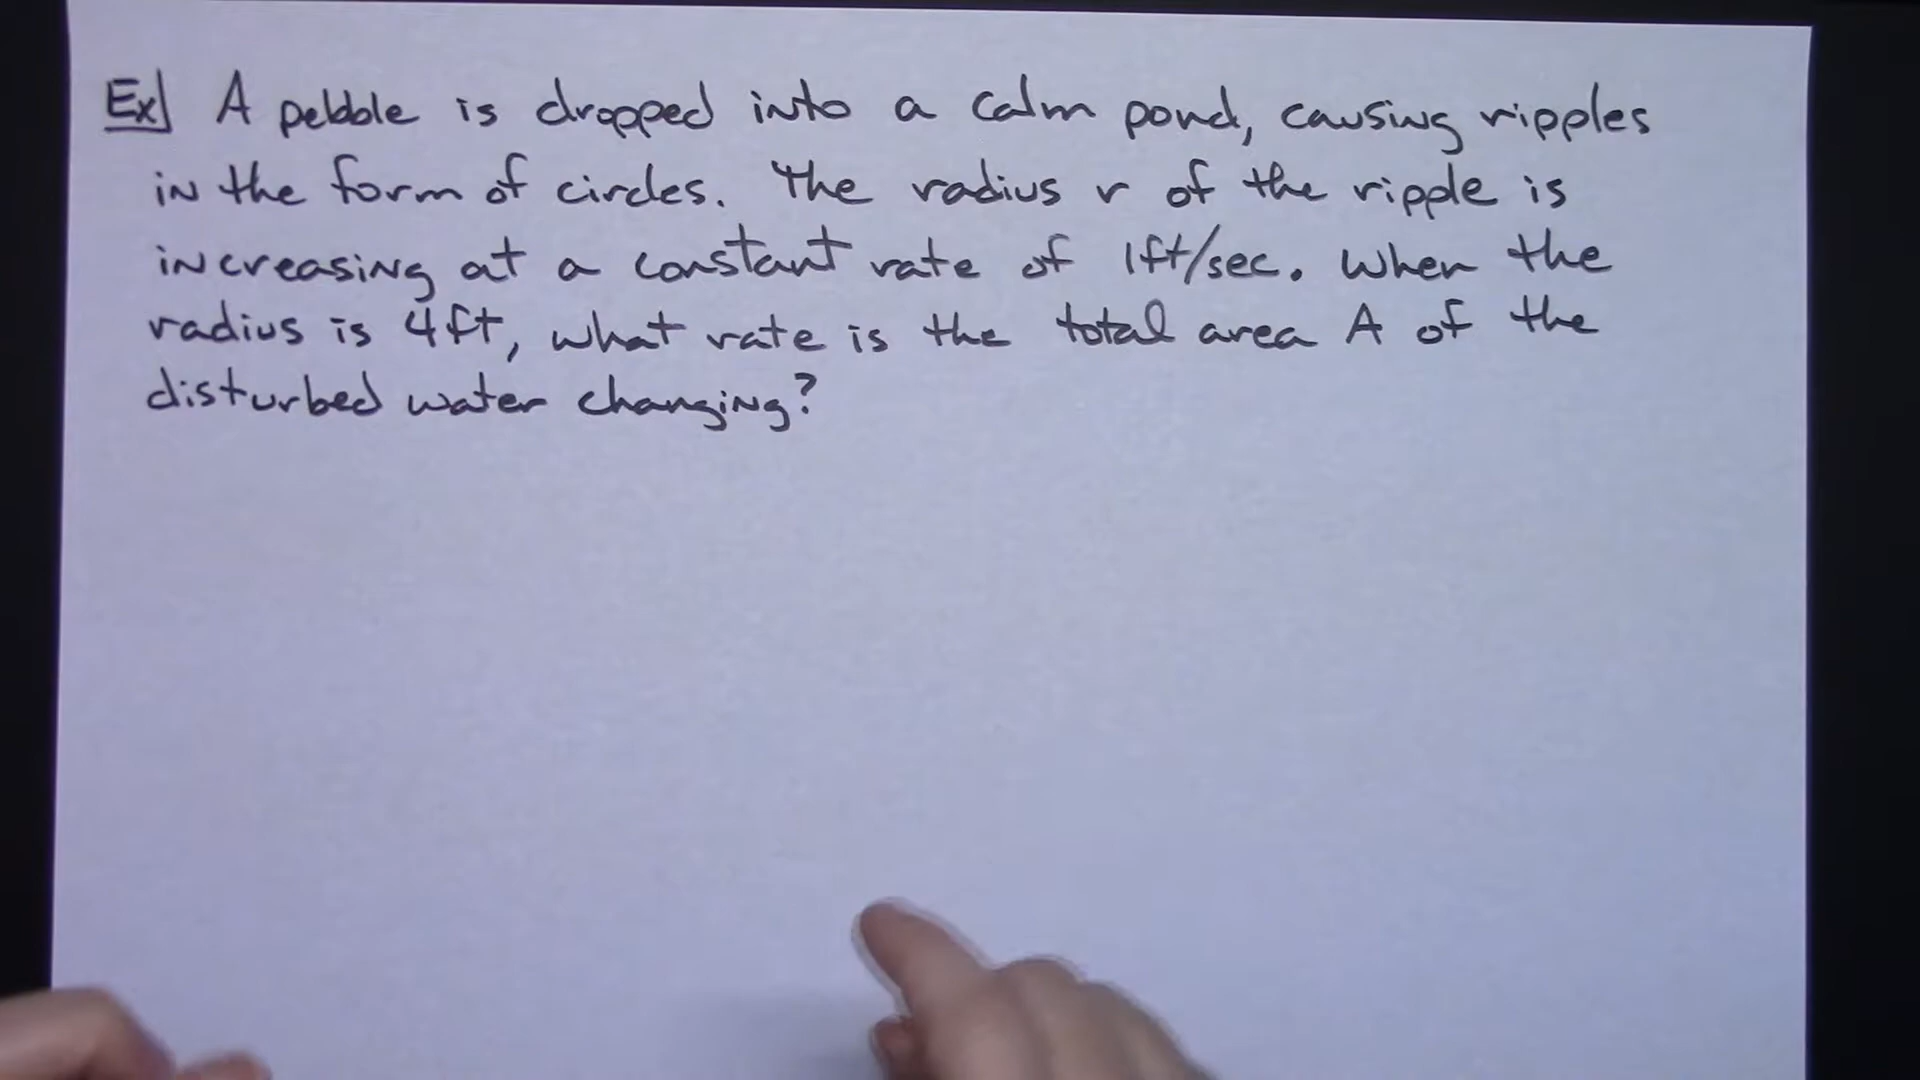 Ex] A pebble is dropped into a calm pond, causing ripples
in the form of circles. The radius r of the ripple is
increasing at a constant rate of 1ft/sec. When the
radius is 4ft, what rate is the total area A of the
disturbed water changing?